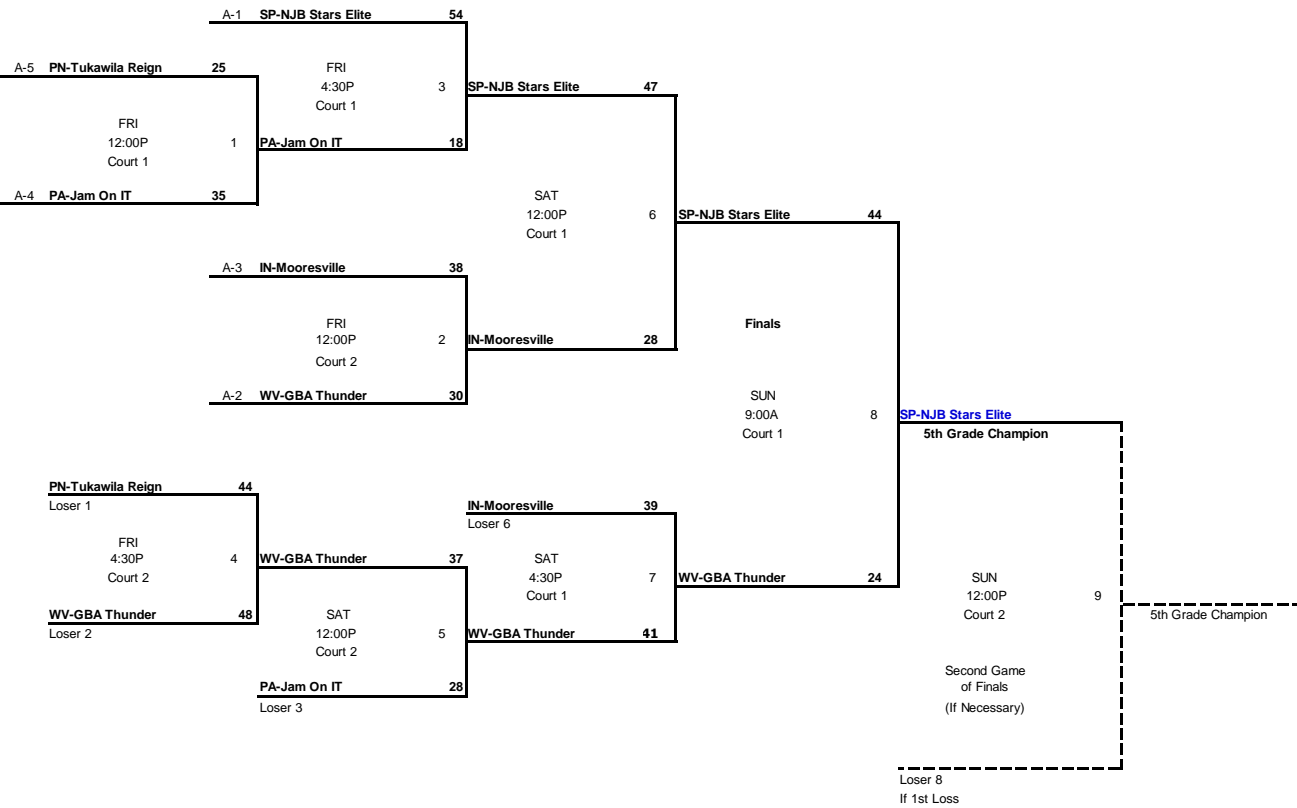 A-1 SP-NJB Stars Elite 54
A-5 PN-Tukawila Reign 25
FRI
4:30P 3 SP-NJB Stars Elite 47
Court 1
FRI
12:00P 1 PA-Jam On IT 18
Court 1
A-4 PA-Jam On IT 35
SAT
12:00P 6 SP-NJB Stars Elite 44
Court 1
A-3 IN-Mooresville 38
FRI
12:00P 2 IN-Mooresville 28
Court 2
Finals
A-2 WV-GBA Thunder 30
SUN
9:00A 8 SP-NJB Stars Elite
Court 1 5th Grade Champion
PN-Tukawila Reign 44
Loser 1
IN-Mooresville 39
Loser 6
FRI
4:30P 4 WV-GBA Thunder 37
Court 2
SAT
4:30P 7 WV-GBA Thunder 24
Court 1
SUN
12:00P 9
Court 2
5th Grade Champion
WV-GBA Thunder 48
Loser 2
SAT
12:00P 5 WV-GBA Thunder 41
Court 2
PA-Jam On IT 28
Loser 3
Second Game
of Finals
(If Necessary)
Loser 8
If 1st Loss